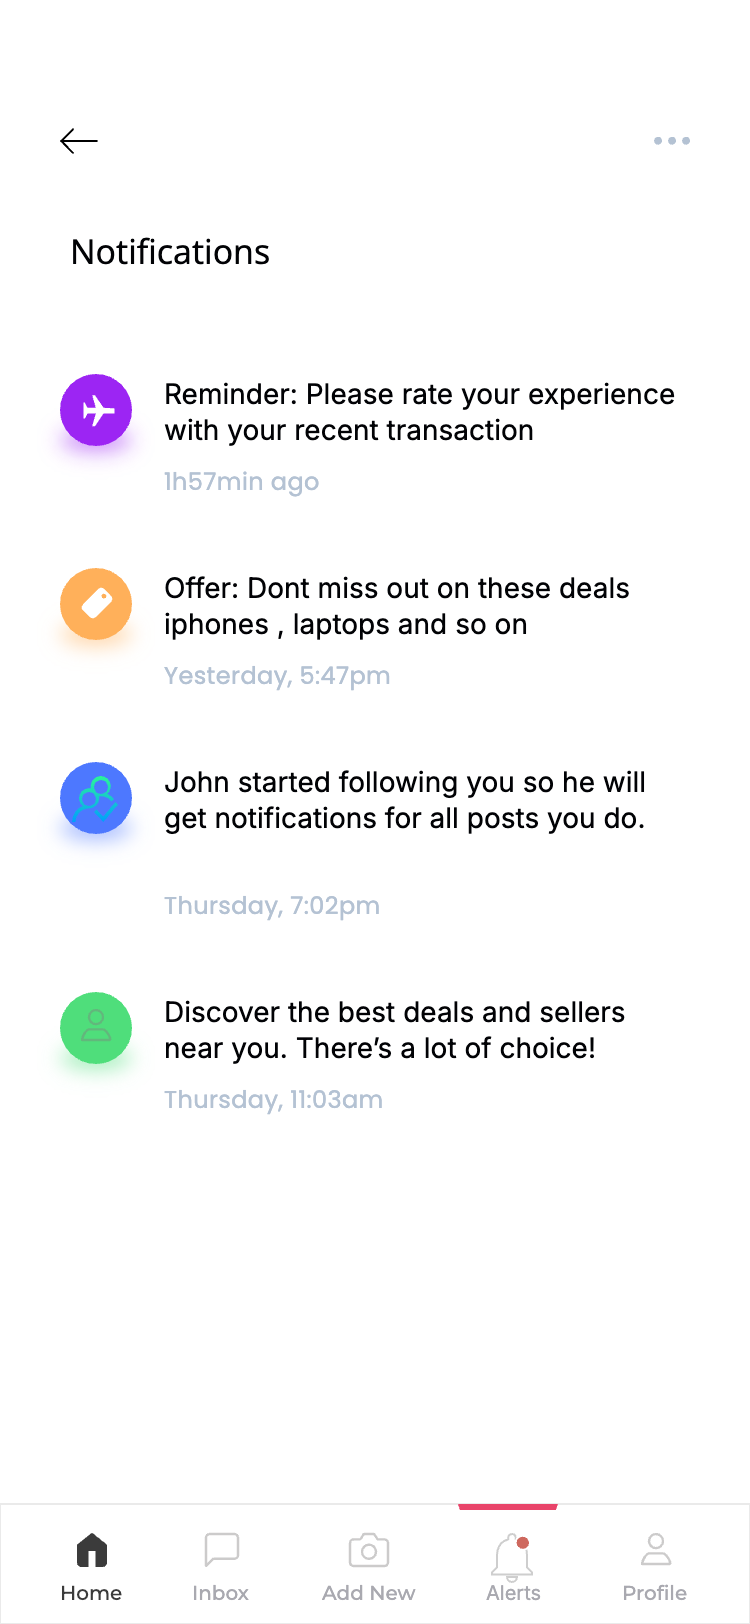 Notifications
Reminder: Please rate your experience
with your recent transaction
1h57min ago
Offer: Dont miss out on these deals
iphones , laptops and so on
Yesterday, 5:47pm
John started following you so he will
get notifications for all posts you do.
Thursday, 7:02pm
Discover the best deals and sellers
near you. There’s a lot of choice!
Thursday, 11:03am
Home
Inbox
Add New
Alerts
Profile